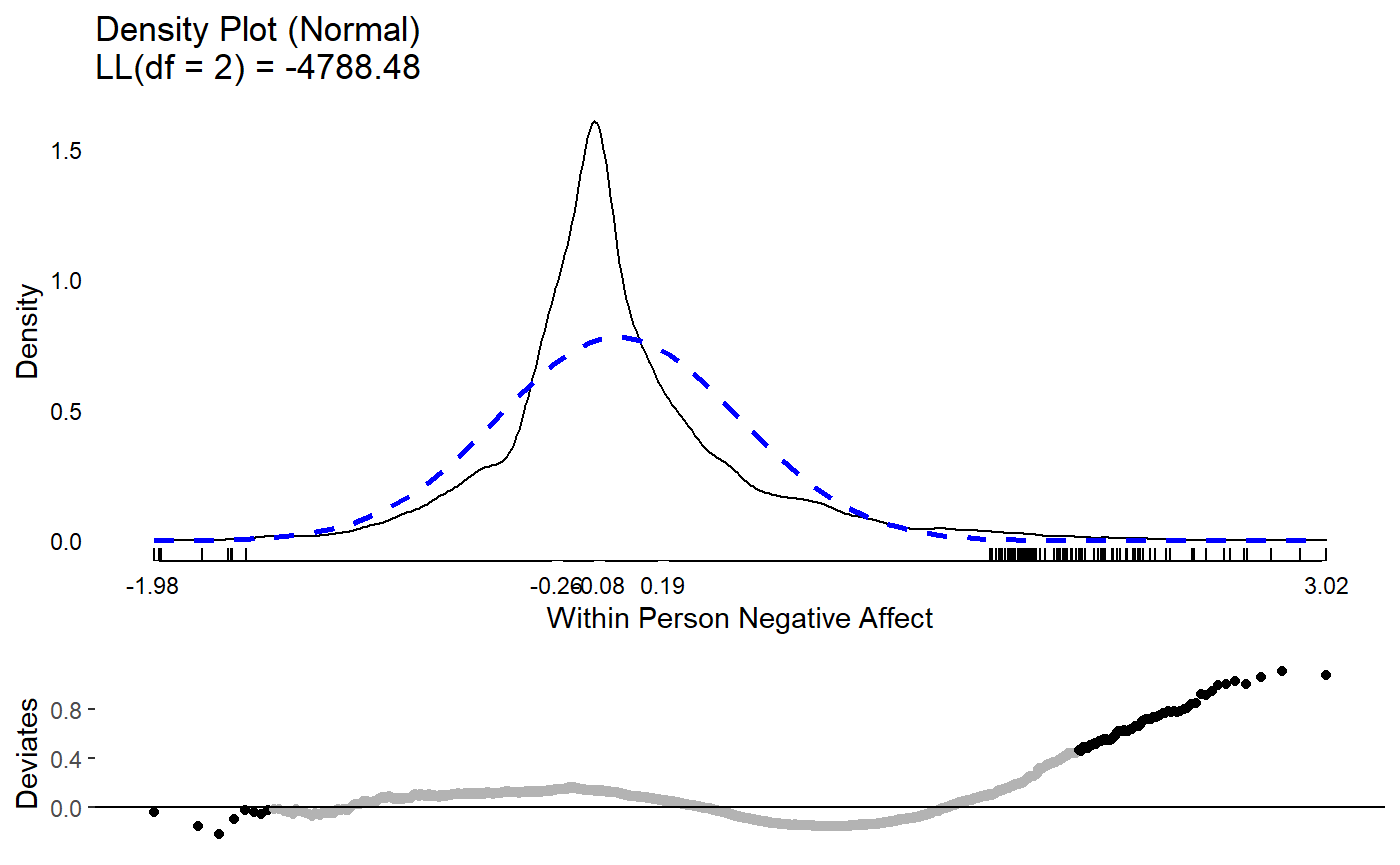 Density Plot (Normal)
LL(df = 2) = -4788.48
Density
1.5
1.0
0.5
0.0
-1.98 -0.26 -0.08 0.19 3.02
Within Person Negative Affect
Deviates
0.8
0.4
0.0